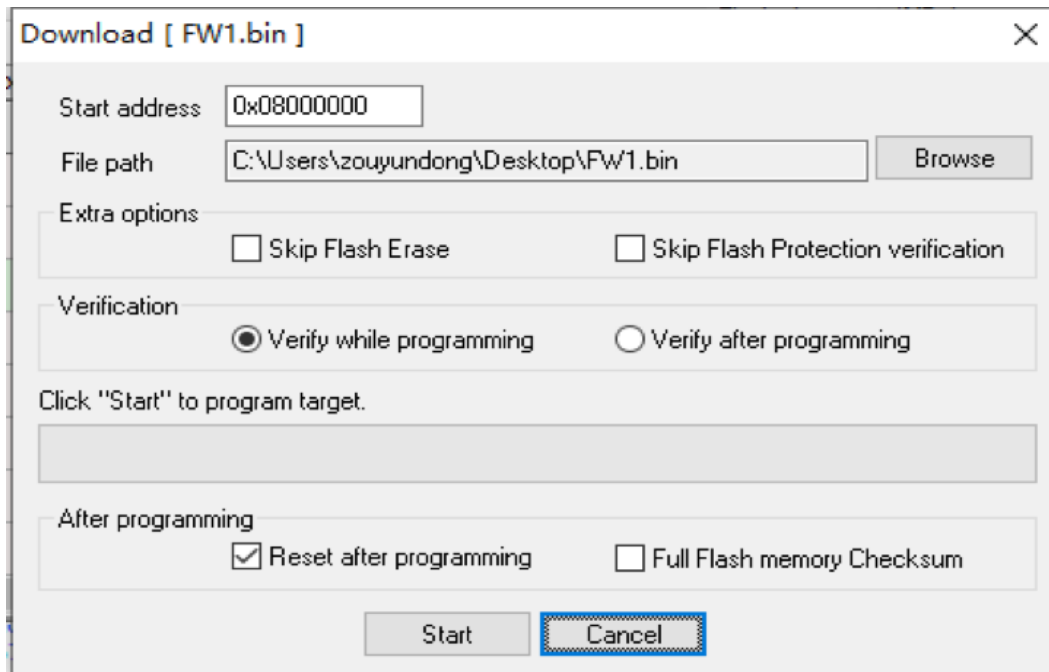 Download [ FW1.bin ]
Start address 0x08000000
File path C:\Users\zouyundong\Desktop\FW1.bin Browse
Extra options
Skip Flash Erase Skip Flash Protection verification
Verification
Verify while programming Verify after programming
Click "Start" to program target.
After programming
Reset after programming Full Flash memory Checksum
Start Cancel